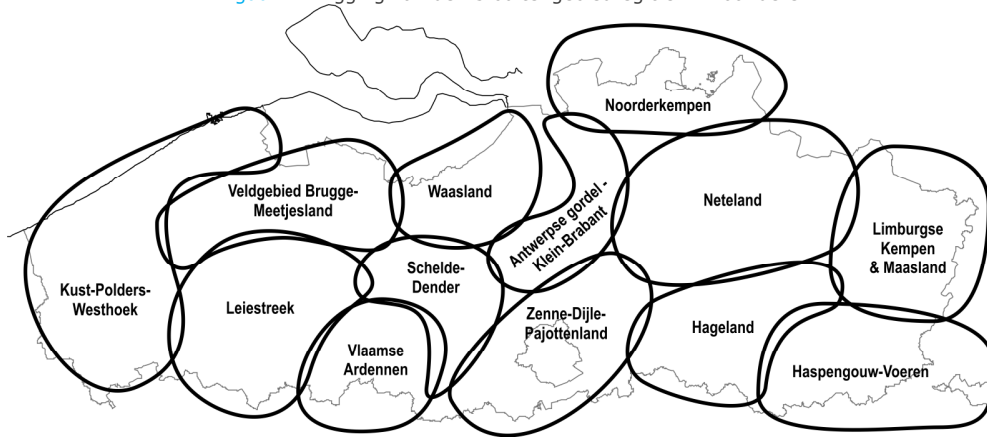 Noorderkempen
Veldgebied Brugge-
Meetjesland
Waasland
Antwerpse gordel -
Klein-Brabant
Neteland
Limburgse
Kempen
& Maasland
Kust-Polders-
Westhoek
Leiestreek
Schelde-
Dender
Vlaamse
Ardennen
Zenne-Dijle-
Pajottenland
Hageland
Haspengouw-Voeren